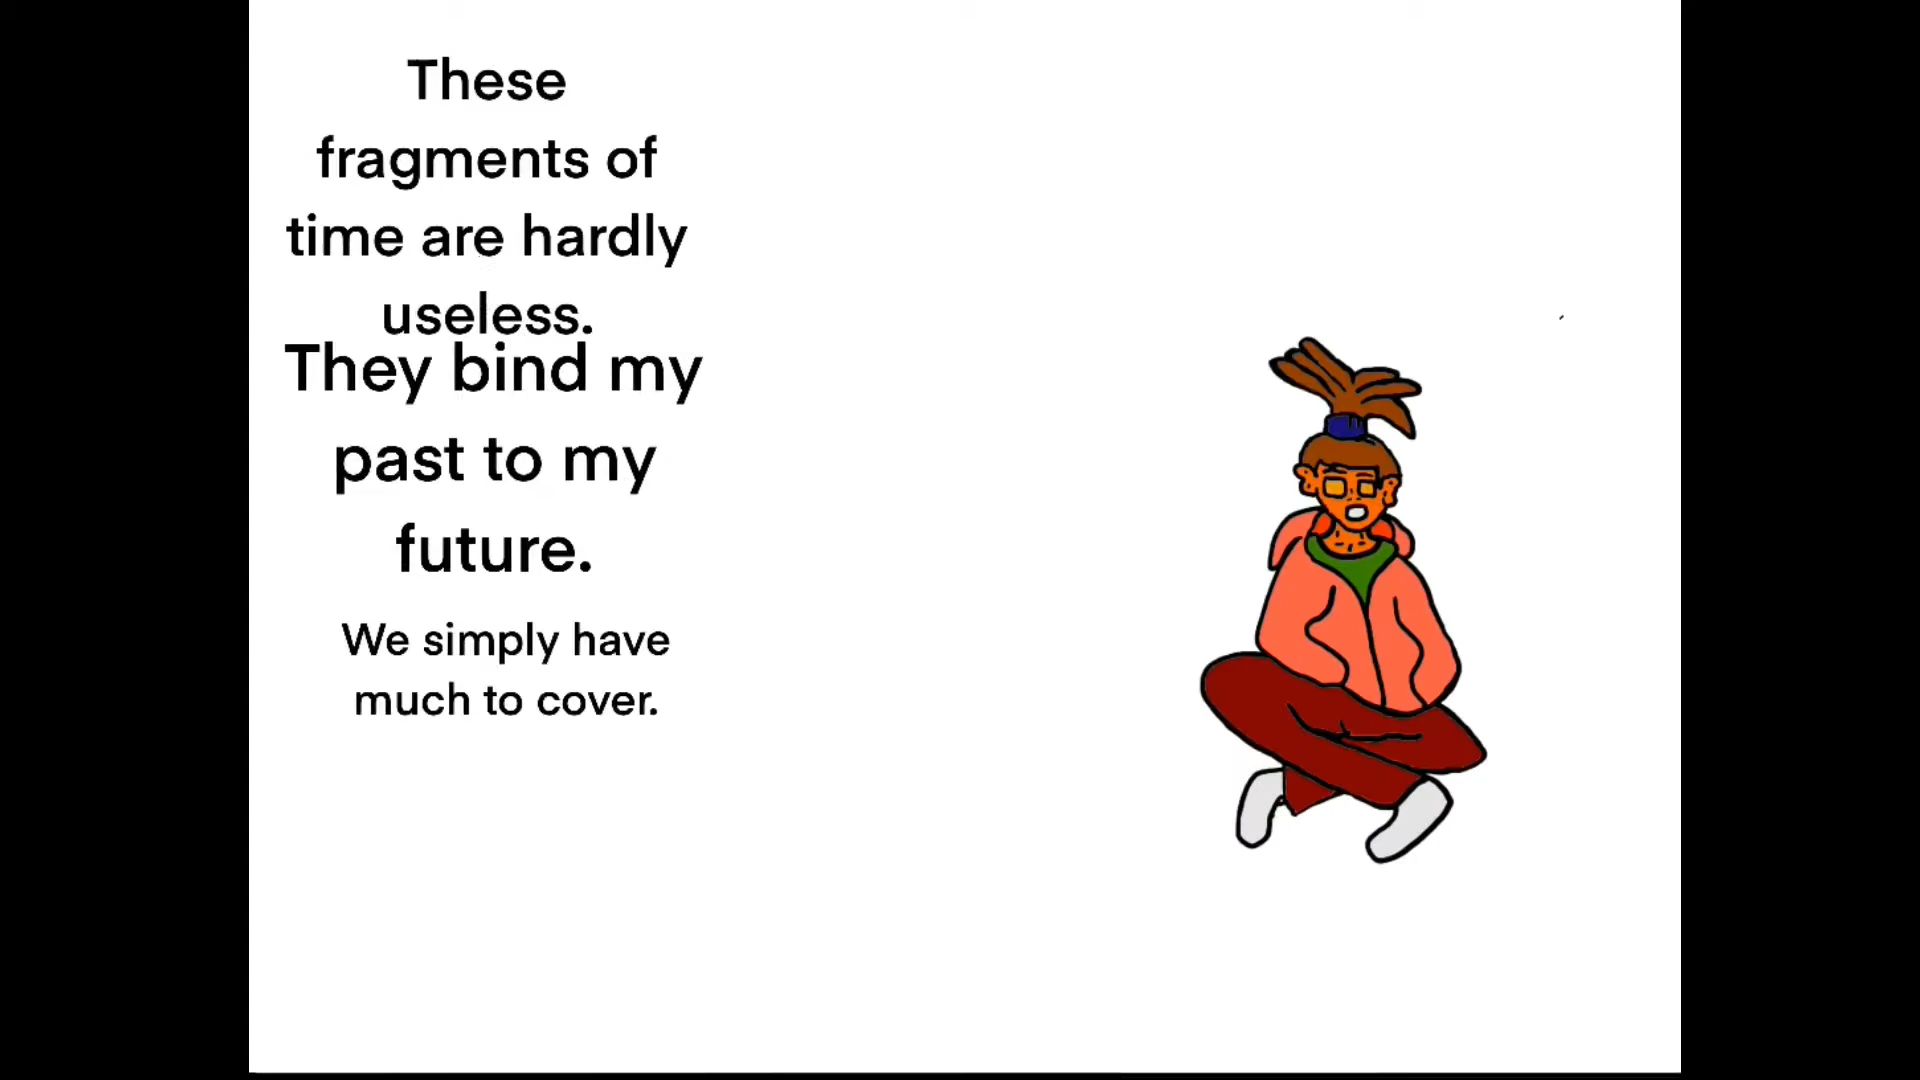 These
fragments of
time are hardly
useless.
They bind my
past to my
future.
We simply have
much to cover.